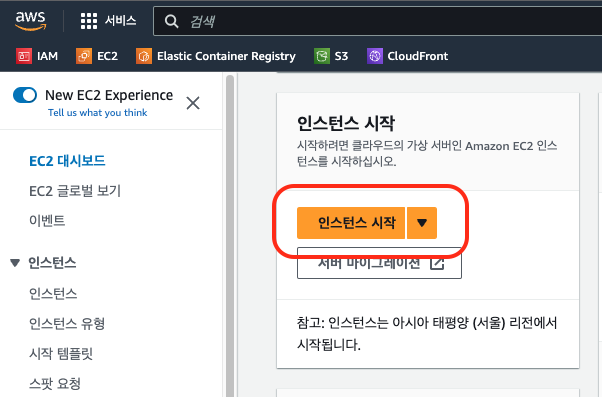 aws
서비스
검색
IAM
EC2
Elastic Container Registry
S3
CloudFront
New EC2 Experience
Tell us what you think
EC2 대시보드
EC2 글로벌 보기
이벤트
인스턴스
인스턴스
인스턴스 유형
시작 템플릿
스팟 요청
인스턴스 시작
시작하려면 클라우드의 가상 서버인 Amazon EC2 인스
턴스를 시작하십시오.
인스턴스 시작
서버 마이그레이션
참고: 인스턴스는 아시아 태평양 (서울) 리전에서
시작됩니다.